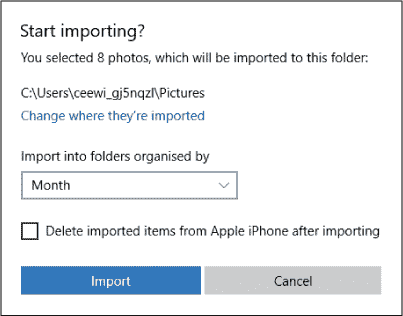 Start importing?
You selected 8 photos, which will be imported to this folder:
C:\Users\ceewi_gj5nqzl\Pictures
Change where they're imported
Import into folders organised by
Month
Delete imported items from Apple iPhone after importing
Import
Cancel